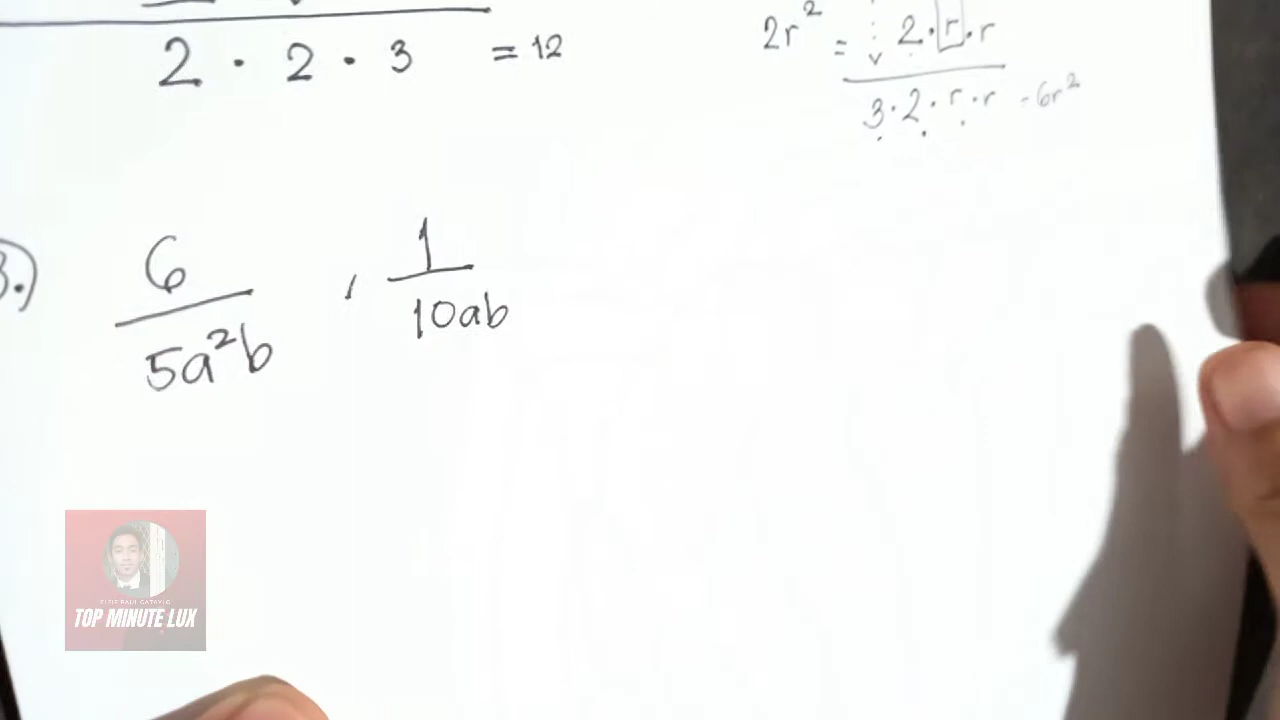 2 · 2 · 3 = 12
2r² = 2 · r · r
3 · 2 · r · r = 6r²
3.) 6/5a²b , 1/10ab
TOP MINUTE LUX